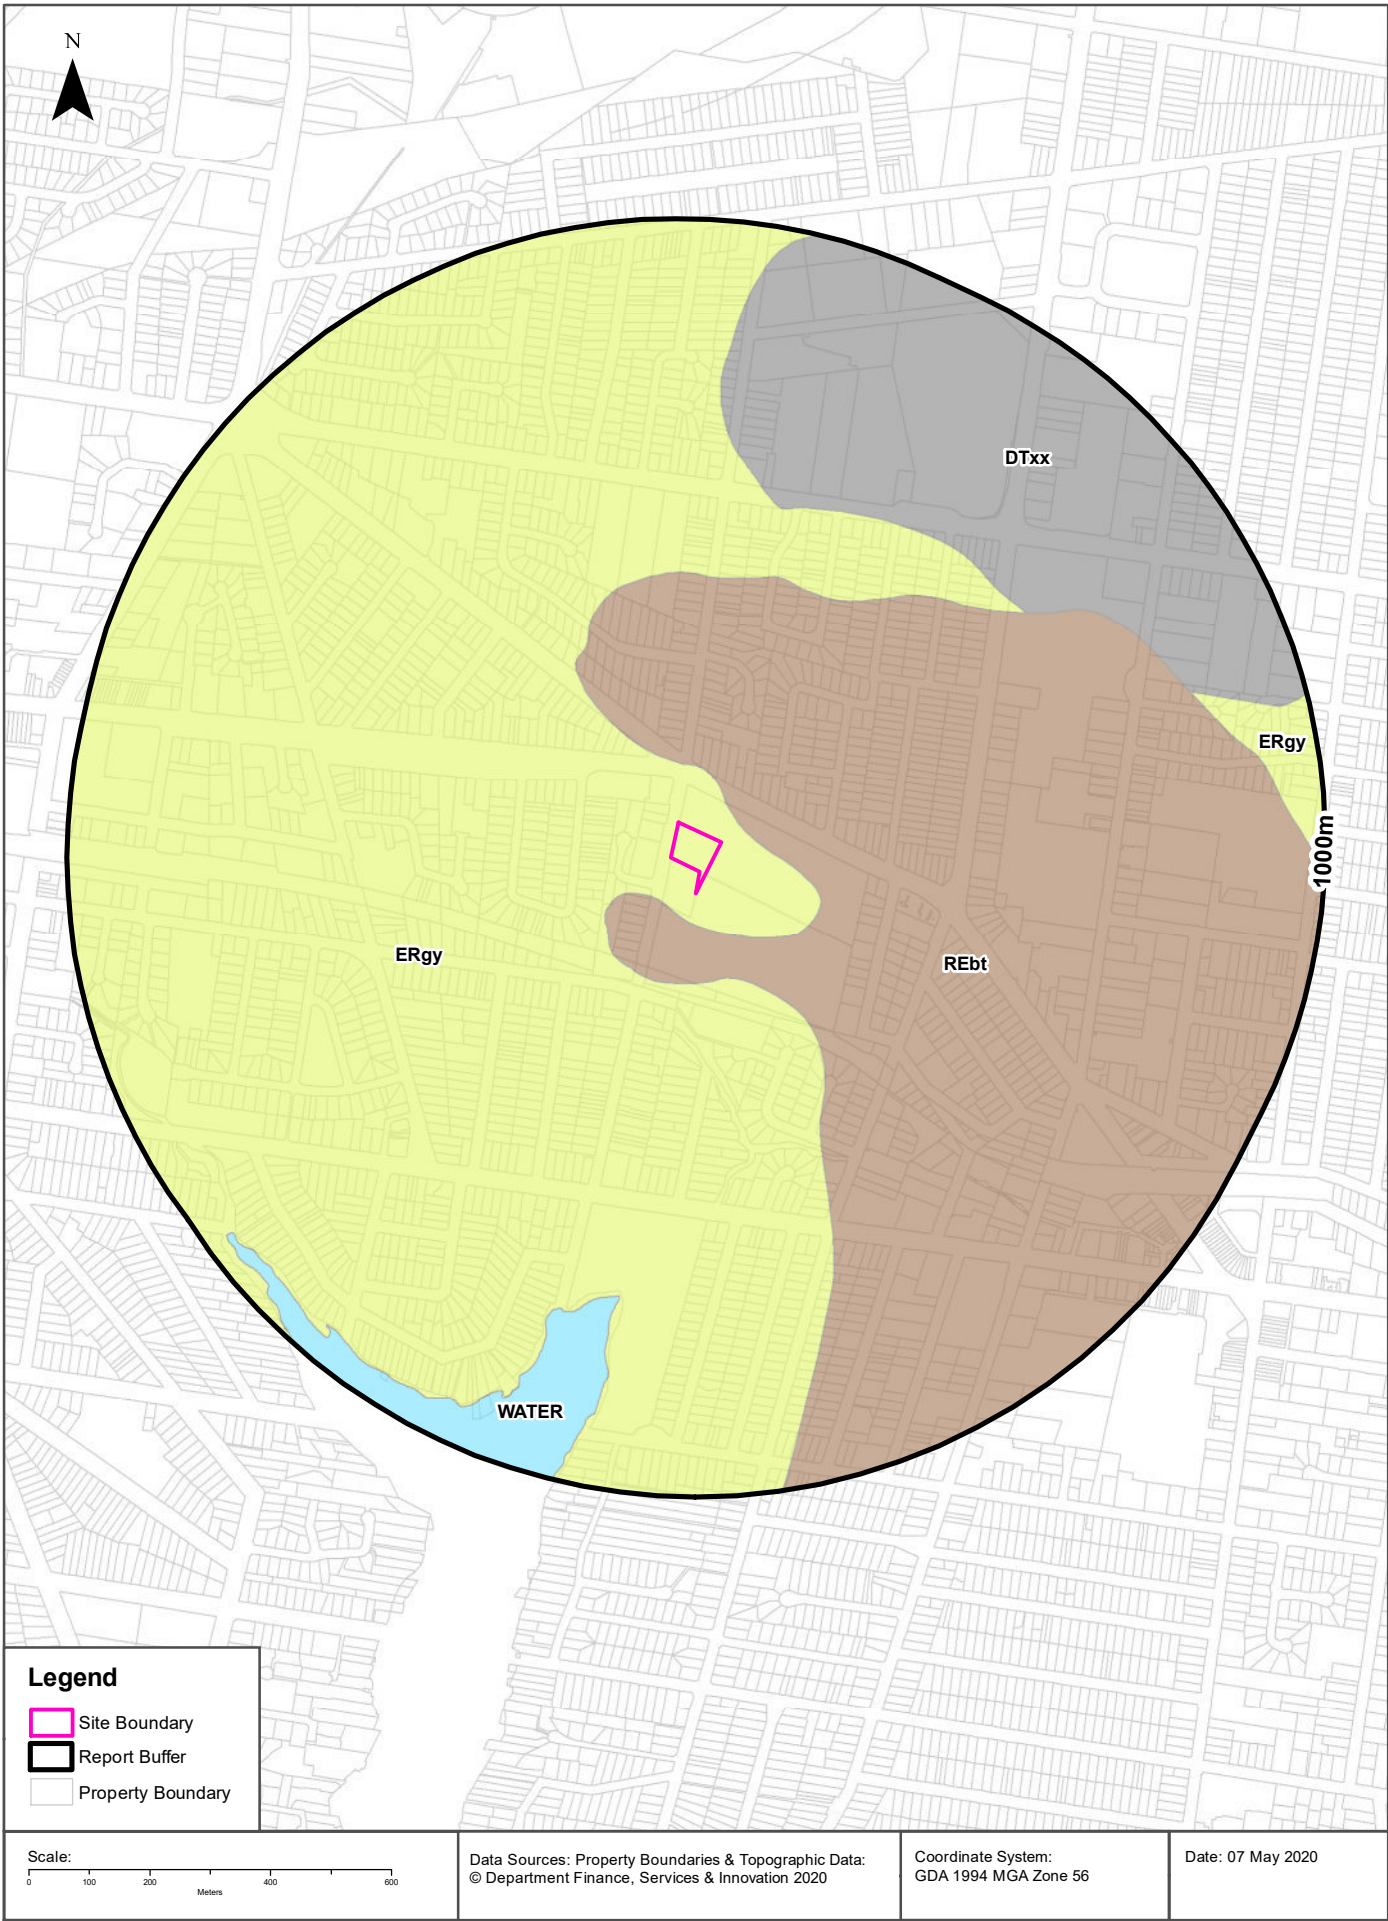 N
DTxx
ERgy
1000m
ERgy
REbt
WATER
Legend
Site Boundary
Report Buffer
Property Boundary
Scale:
0 100 200 400 600
Meters
Data Sources: Property Boundaries & Topographic Data:
© Department Finance, Services & Innovation 2020
Coordinate System:
GDA 1994 MGA Zone 56
Date: 07 May 2020